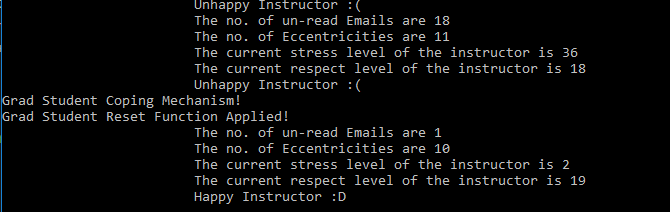 Unhappy Instructor :(
The no. of un-read Emails are 18
The no. of Eccentricities are 11
The current stress level of the instructor is 36
The current respect level of the instructor is 18
Unhappy Instructor :(
Grad Student Coping Mechanism!
Grad Student Reset Function Applied!
The no. of un-read Emails are 1
The no. of Eccentricities are 10
The current stress level of the instructor is 2
The current respect level of the instructor is 19
Happy Instructor :D